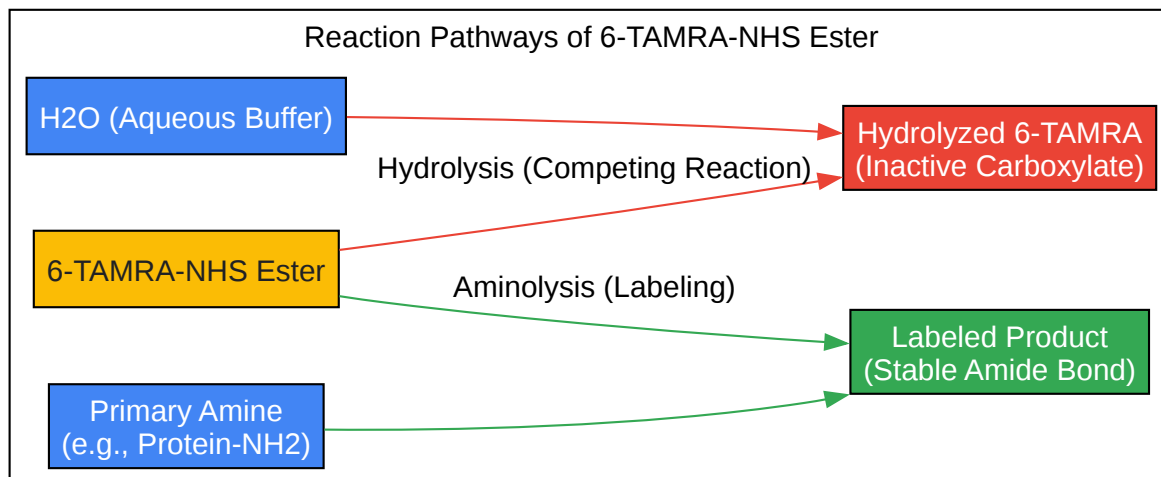 Reaction Pathways of 6-TAMRA-NHS Ester
H2O (Aqueous Buffer)
Hydrolyzed 6-TAMRA
(Inactive Carboxylate)
Hydrolysis (Competing Reaction)
6-TAMRA-NHS Ester
Aminolysis (Labeling)
Labeled Product
(Stable Amide Bond)
Primary Amine
(e.g., Protein-NH2)